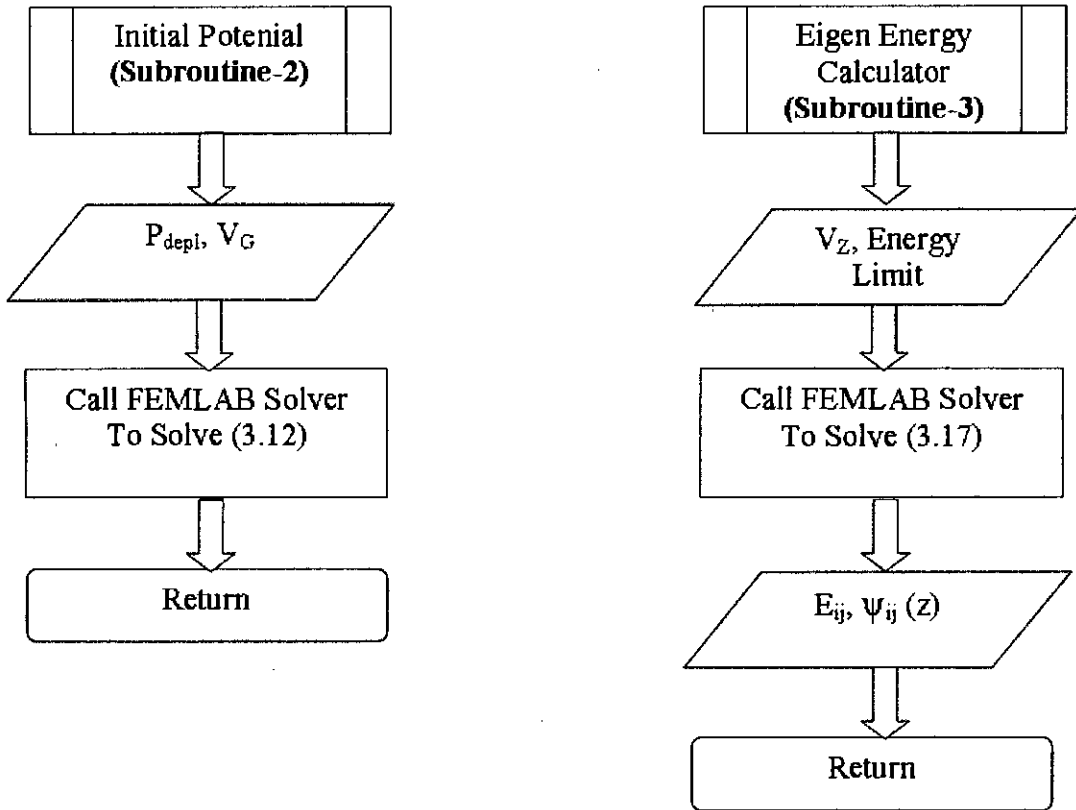 Initial Potenial
(Subroutine-2)
P_depl, V_G
Call FEMLAB Solver
To Solve (3.12)
Return
Eigen Energy
Calculator
(Subroutine-3)
V_Z, Energy
Limit
Call FEMLAB Solver
To Solve (3.17)
E_ij, ψ_ij (z)
Return